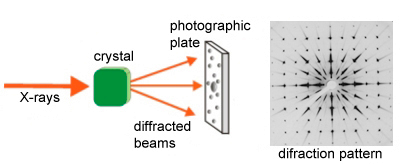 photographic
plate
crystal
X-rays
diffracted
beams
difraction pattern